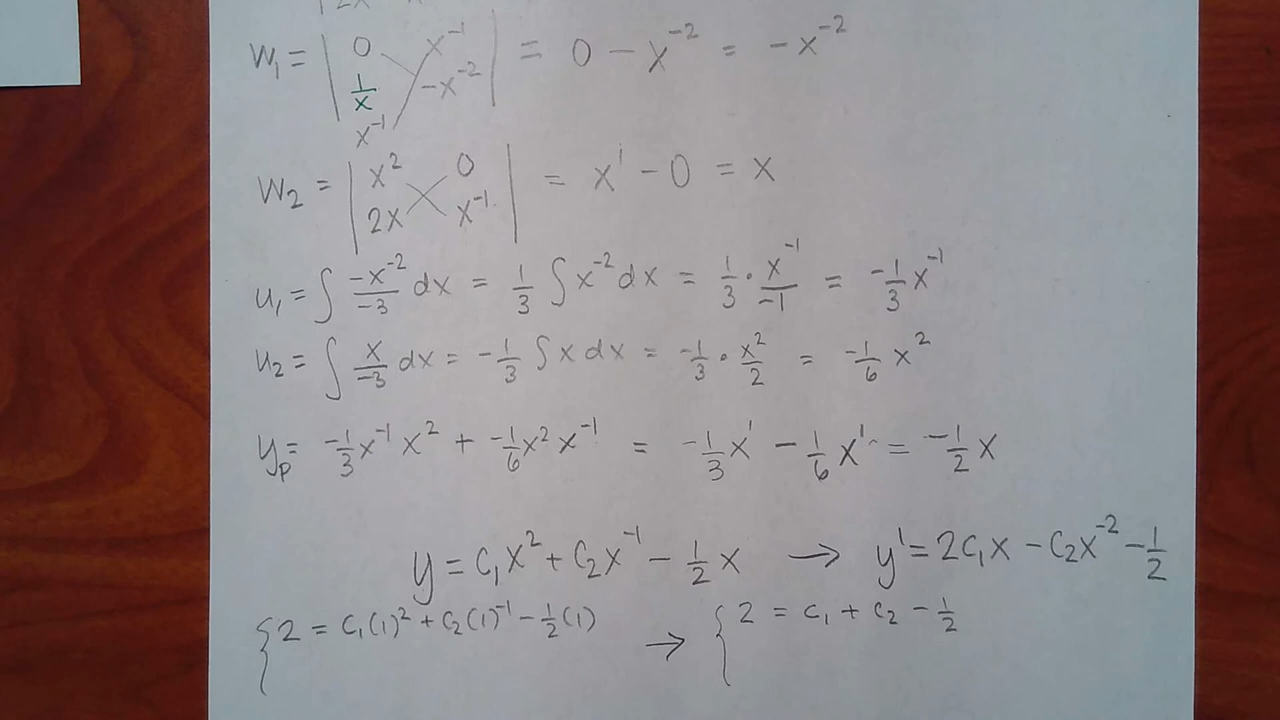 | 2x
W₁ = | 0 x⁻¹ | = 0 - x⁻² = -x⁻²
| 1/x -x⁻² |
x⁻¹
W₂ = | x² 0 | = x¹ - 0 = x
| 2x x⁻¹ |
u₁ = ∫ -x⁻²/-3 dx = 1/3 ∫ x⁻² dx = 1/3 · x⁻¹/-1 = -1/3 x⁻¹
u₂ = ∫ x/-3 dx = -1/3 ∫ x dx = -1/3 · x²/2 = -1/6 x²
yₚ = -1/3 x⁻¹ x² + -1/6 x² x⁻¹ = -1/3 x¹ - 1/6 x¹ = -1/2 x
y = c₁x² + c₂x⁻¹ - 1/2 x → y' = 2c₁x - c₂x⁻² - 1/2
{ 2 = c₁(1)² + c₂(1)⁻¹ - 1/2(1) → { 2 = c₁ + c₂ - 1/2